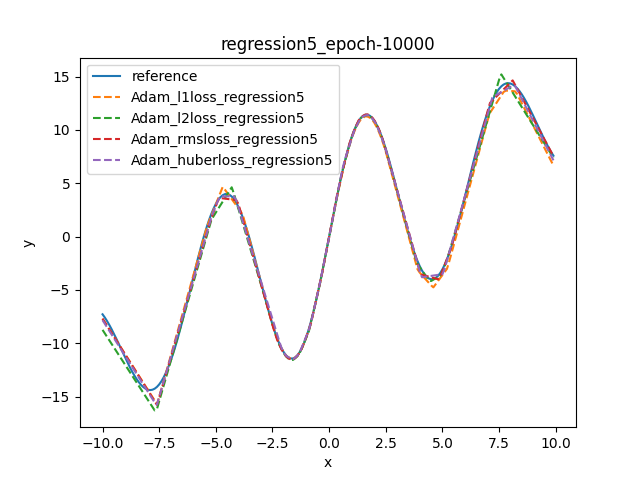 regression5_epoch-10000
reference
Adam_l1loss_regression5
Adam_l2loss_regression5
Adam_rmsloss_regression5
Adam_huberloss_regression5
15
10
5
0
−5
−10
−15
y
−10.0 −7.5 −5.0 −2.5 0.0 2.5 5.0 7.5 10.0
x